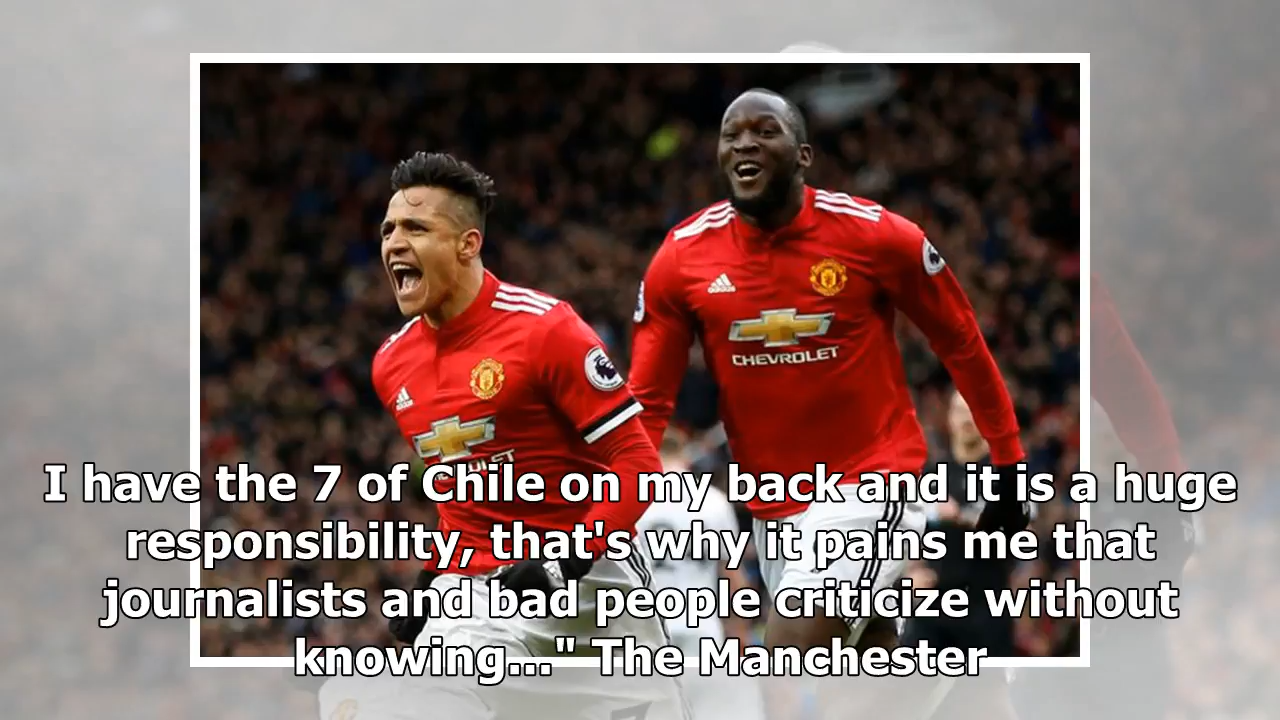 CHEVROLET
I have the 7 of Chile on my back and it is a huge
responsibility, that's why it pains me that
journalists and bad people criticize without
knowing..." The Manchester